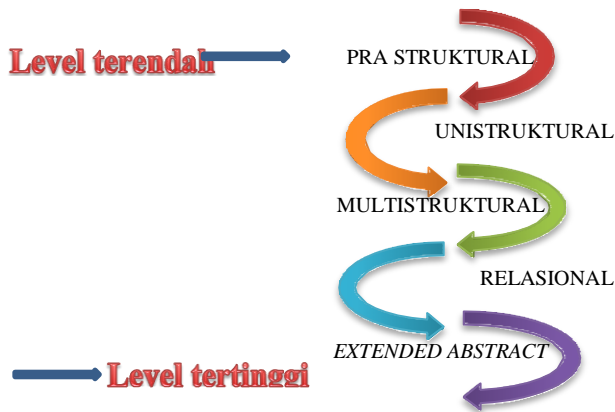 Level terendah
PRA STRUKTURAL
UNISTRUKTURAL
MULTISTRUKTURAL
RELASIONAL
EXTENDED ABSTRACT
Level tertinggi